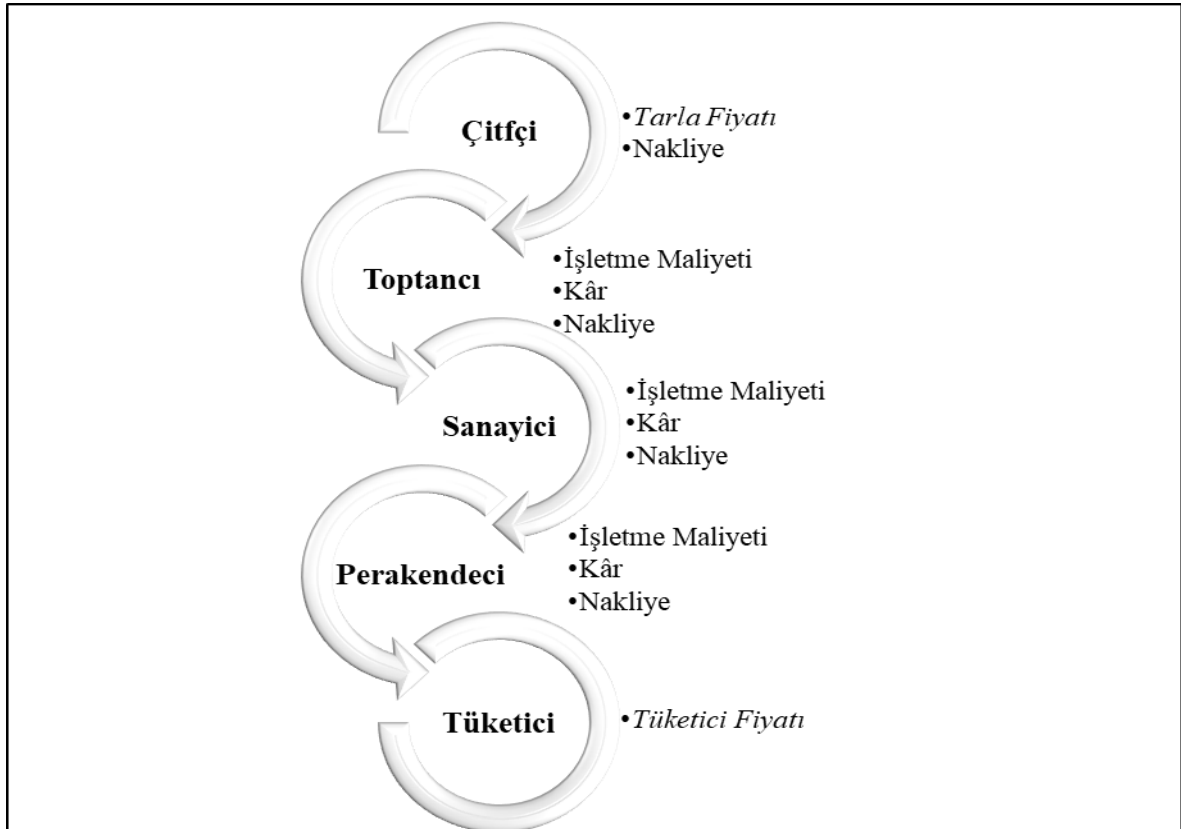 Çitfçi
•Tarla Fiyatı
•Nakliye
Toptancı
•İşletme Maliyeti
•Kâr
•Nakliye
Sanayici
•İşletme Maliyeti
•Kâr
•Nakliye
Perakendeci
•İşletme Maliyeti
•Kâr
•Nakliye
Tüketici
•Tüketici Fiyatı